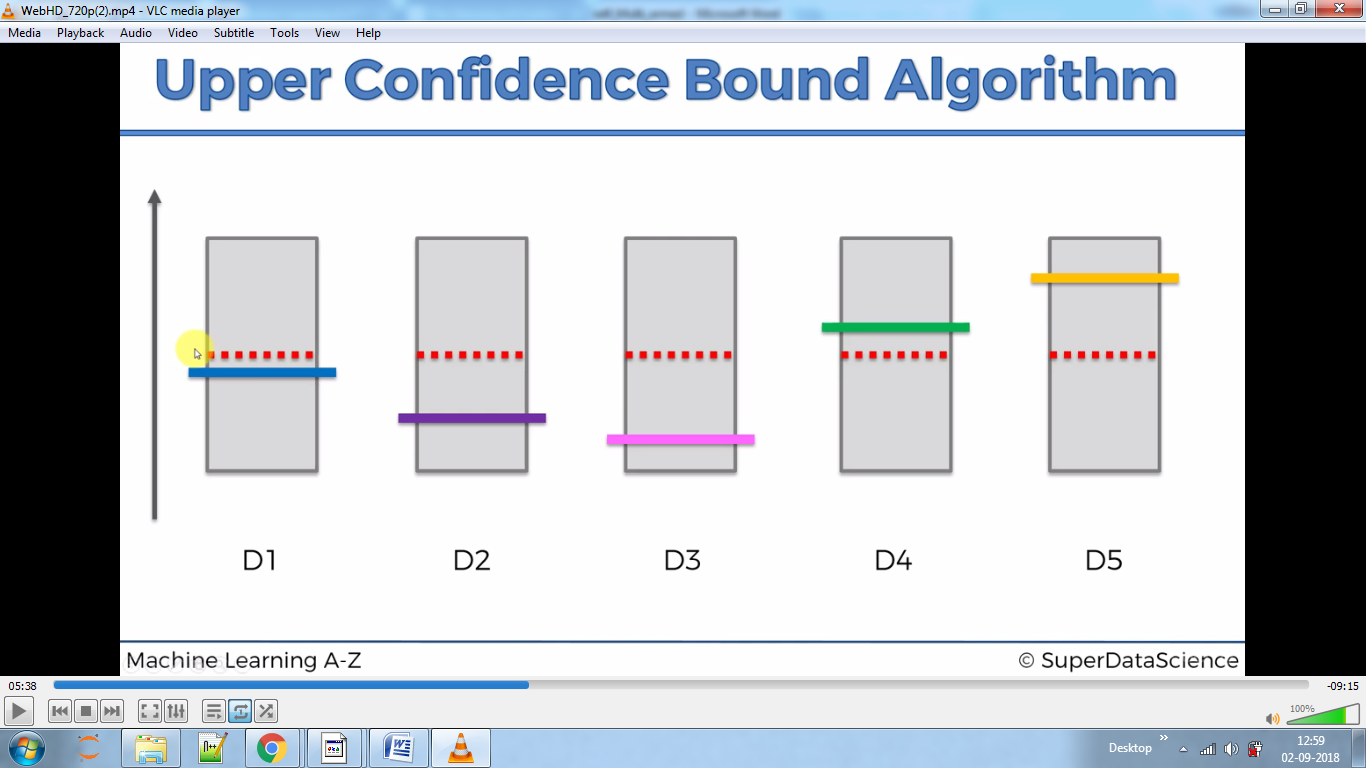 WebHD_720p(2).mp4 - VLC media player
Media Playback Audio Video Subtitle Tools View Help
Upper Confidence Bound Algorithm
D1 D2 D3 D4 D5
Machine Learning A-Z
© SuperDataScience
05:38
-09:15
100%
Desktop
12:59
02-09-2018